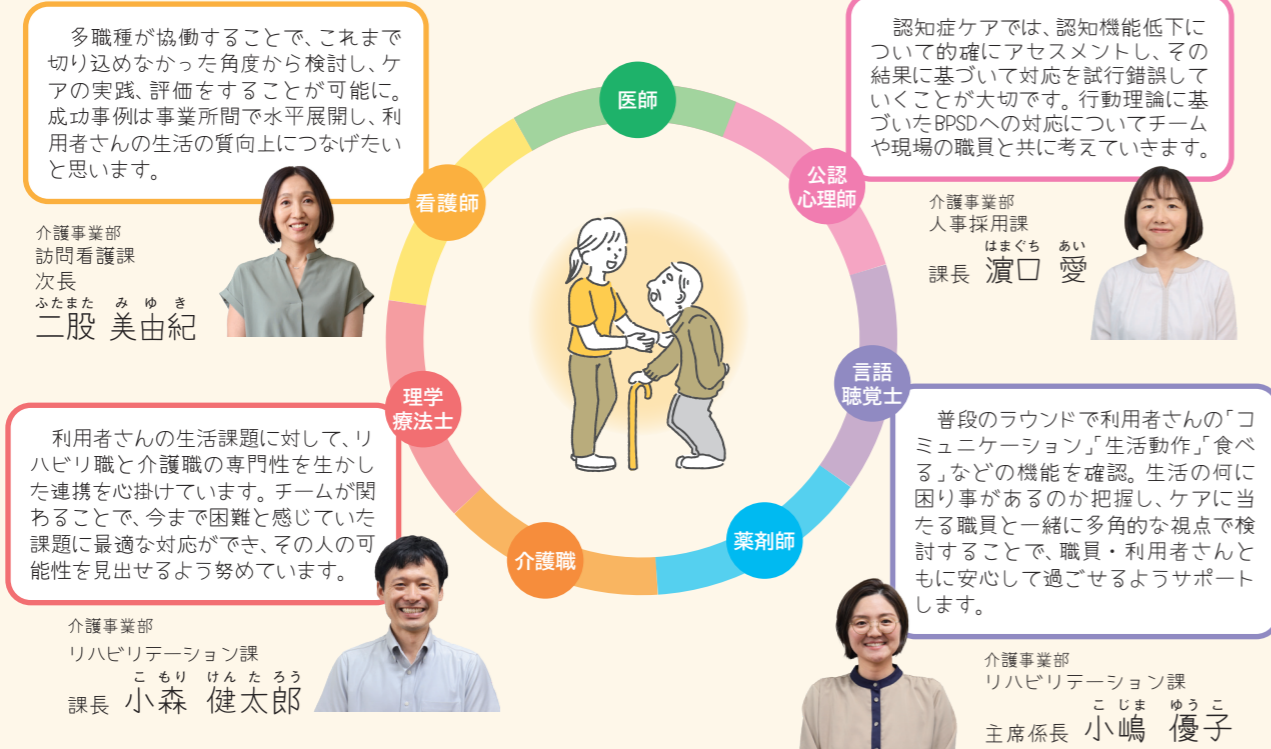 多職種が協働することで、これまで
切り込めなかった角度から検討し、ケ
アの実践、評価をすることが可能に。
成功事例は事業所間で水平展開し、利
用者さんの生活の質向上につなげたい
と思います。
介護事業部
訪問看護課
次長
ふたまた み ゆ き
二股 美由紀
認知症ケアでは、認知機能低下に
ついて的確にアセスメントし、その
結果に基づいて対応を試行錯誤して
いくことが大切です。行動理論に基
づいたBPSDへの対応についてチーム
や現場の職員と共に考えていきます。
介護事業部
人事採用課
はまぐち あい
課長 濵口 愛
医師
公認
心理師
看護師
言語
聴覚士
理学
療法士
薬剤師
介護職
利用者さんの生活課題に対して、リ
ハビリ職と介護職の専門性を生かし
た連携を心掛けています。チームが関
わることで、今まで困難と感じていた
課題に最適な対応ができ、その人の可
能性を見出せるよう努めています。
介護事業部
リハビリテーション課
こ もり けん た ろう
課長 小森 健太郎
普段のラウンドで利用者さんの「コ
ミュニケーション」「生活動作」「食べ
る」などの機能を確認。生活の何に
困り事があるのか把握し、ケアに当
たる職員と一緒に多角的な視点で検
討することで、職員・利用者さんと
もに安心して過ごせるようサポート
します。
介護事業部
リハビリテーション課
こ じま ゆう こ
主席係長 小嶋 優子